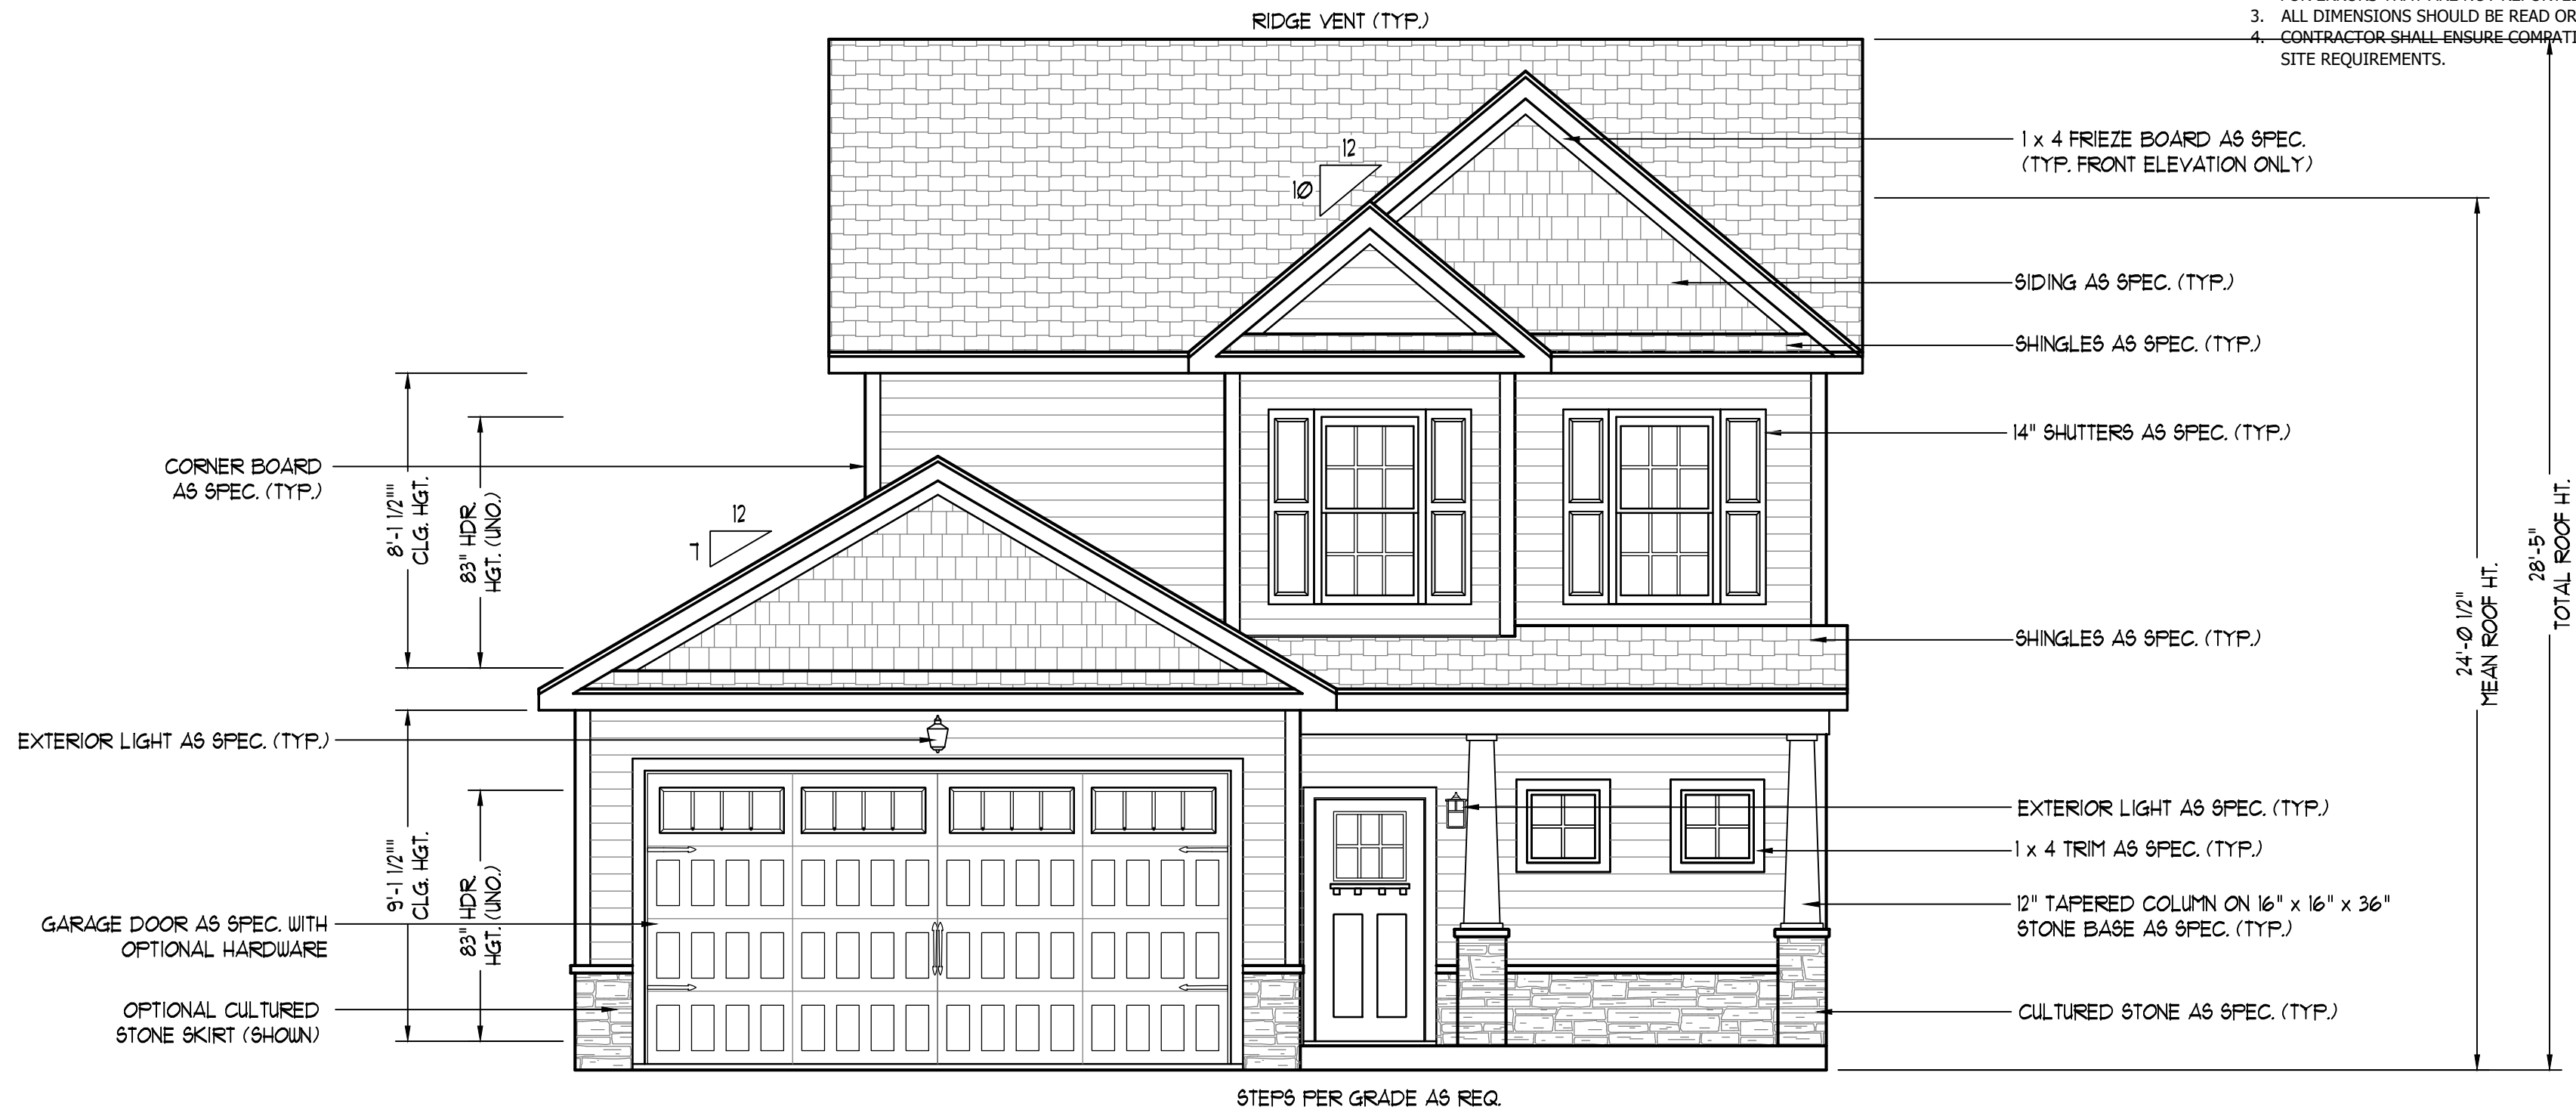 RIDGE VENT (TYP.)
3. ALL DIMENSIONS SHOULD BE READ OR
4. CONTRACTOR SHALL ENSURE COMPATI
SITE REQUIREMENTS.
1 x 4 FRIEZE BOARD AS SPEC.
(TYP. FRONT ELEVATION ONLY)
12
10
SIDING AS SPEC. (TYP.)
SHINGLES AS SPEC. (TYP.)
14" SHUTTERS AS SPEC. (TYP.)
CORNER BOARD
AS SPEC. (TYP.)
8'-1 1/2""
CLG. HGT.
83" HDR.
HGT. (UNO.)
12
7
28'-5"
TOTAL ROOF HT.
24'-0 1/2"
MEAN ROOF HT.
SHINGLES AS SPEC. (TYP.)
EXTERIOR LIGHT AS SPEC. (TYP.)
9'-1 1/2""
CLG. HGT.
83" HDR.
HGT. (UNO.)
EXTERIOR LIGHT AS SPEC. (TYP.)
1 x 4 TRIM AS SPEC. (TYP.)
12" TAPERED COLUMN ON 16" x 16" x 36"
STONE BASE AS SPEC. (TYP.)
GARAGE DOOR AS SPEC. WITH
OPTIONAL HARDWARE
OPTIONAL CULTURED
STONE SKIRT (SHOWN)
CULTURED STONE AS SPEC. (TYP.)
STEPS PER GRADE AS REQ.